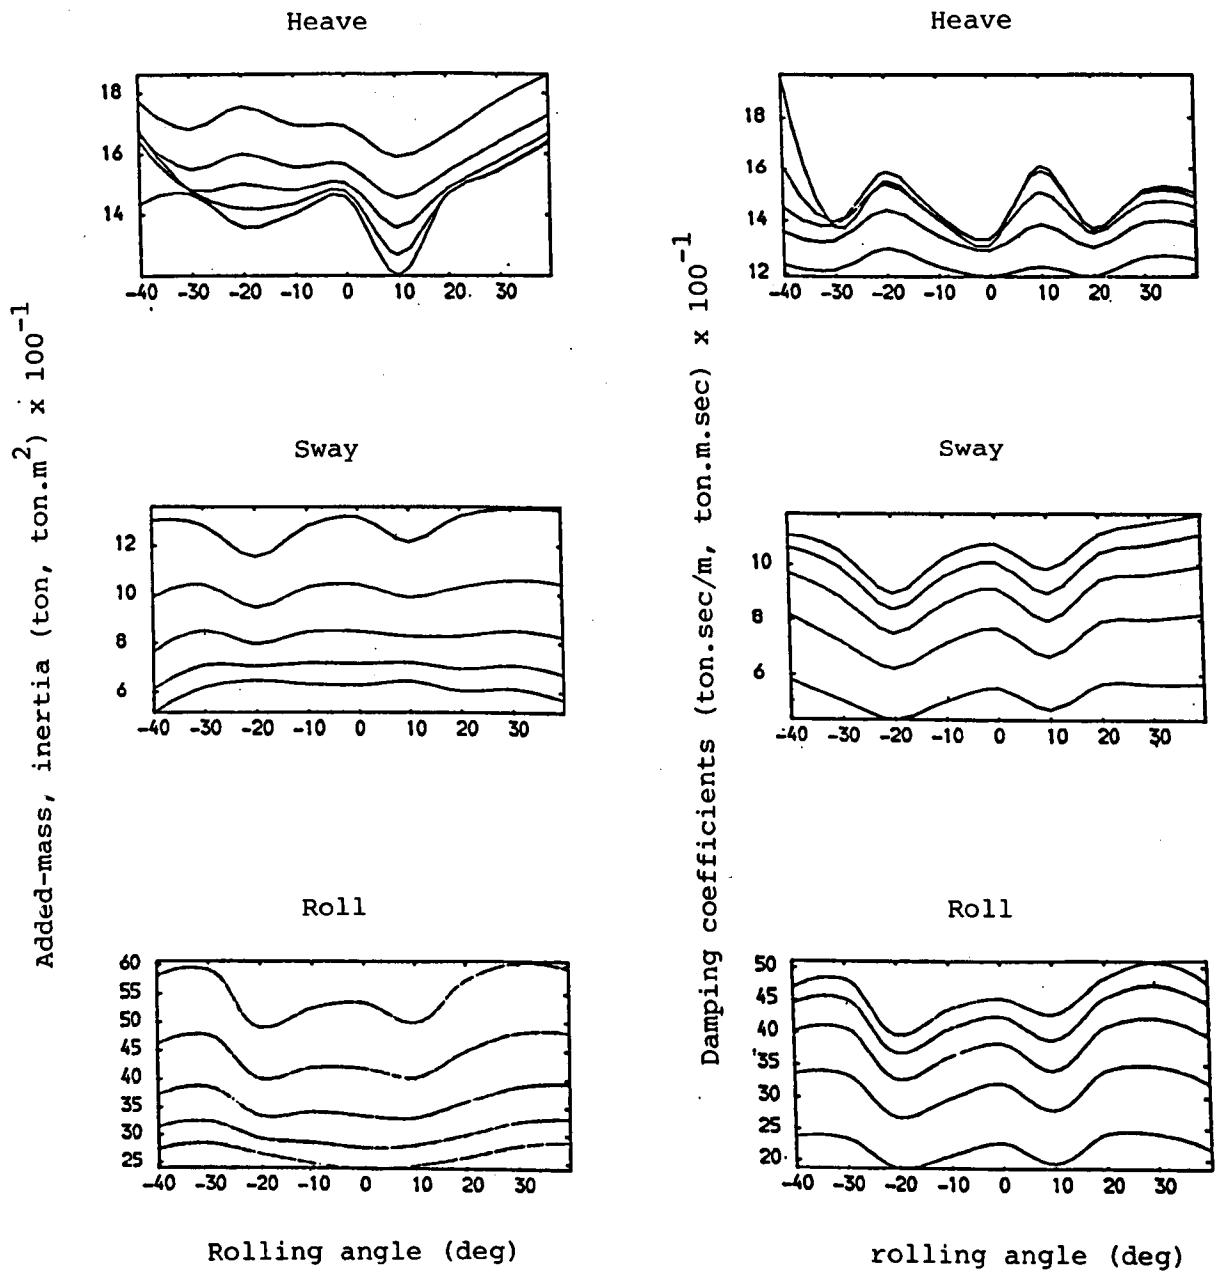 Heave
18
16
14
-40 -30 -20 -10 0 10 20. 30
Heave
18
16
14
12
-40 -30 -20 -10 0 10 20 30
Added-mass, inertia (ton, ton.m²) x 100⁻¹
Damping coefficients (ton.sec/m, ton.m.sec) x 100⁻¹
Sway
12
10
8
6
-40 -30 -20 -10 0 10 20 30
Sway
10
8
6
-40 -30 -20 -10 0 10 20 30
Roll
60
55
50
45
40
35
30
25
-40 -30 -20 -10 0 10 20 30
Roll
50
45
40
35
30
25
20
-40 -30 -20 -10 0 10 20 30
Rolling angle (deg)
rolling angle (deg)